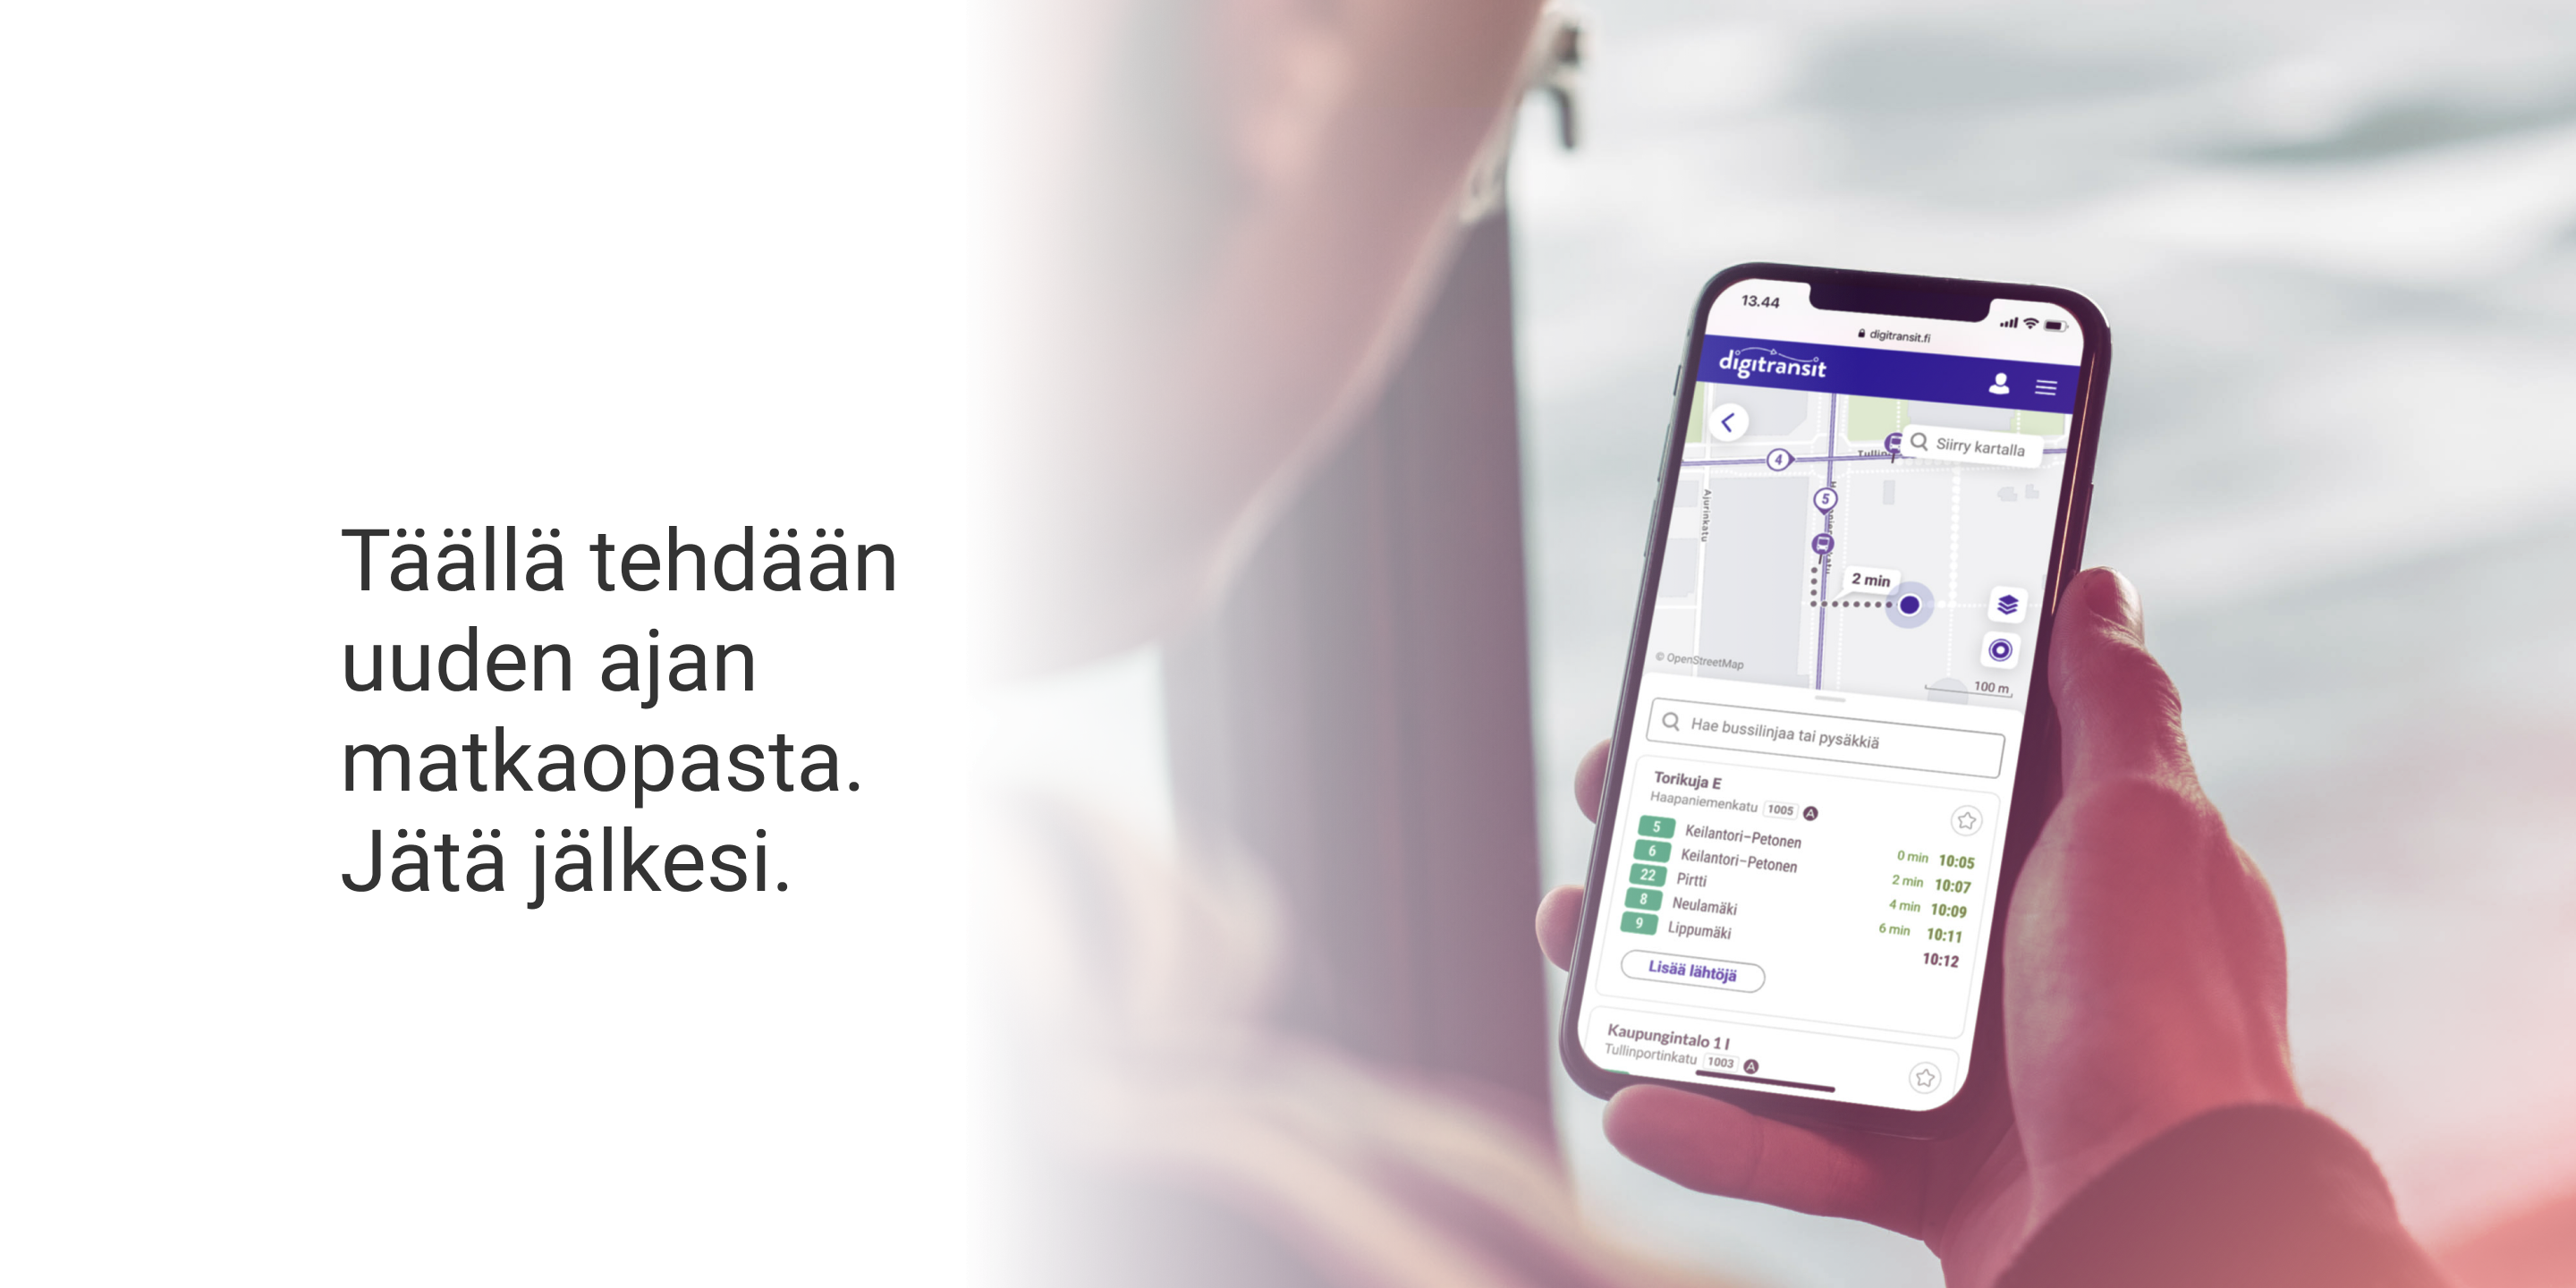 Täällä tehdään
uuden ajan
matkaopasta.
Jätä jälkesi.
13.44
digitransit.fi
digitransit
Siirry kartalla
4
5
Ajurinkatu
2 min
© OpenStreetMap
100 m
Hae bussilinjaa tai pysäkkiä
Torikuja E
Haapaniemenkatu 1005 A
5 Keilantori–Petonen 0 min 10:05
6 Keilantori–Petonen 2 min 10:07
22 Pirtti 4 min 10:09
8 Neulamäki 6 min 10:11
9 Lippumäki 10:12
Lisää lähtöjä
Kaupungintalo 1 I
Tullinportinkatu 1003 A